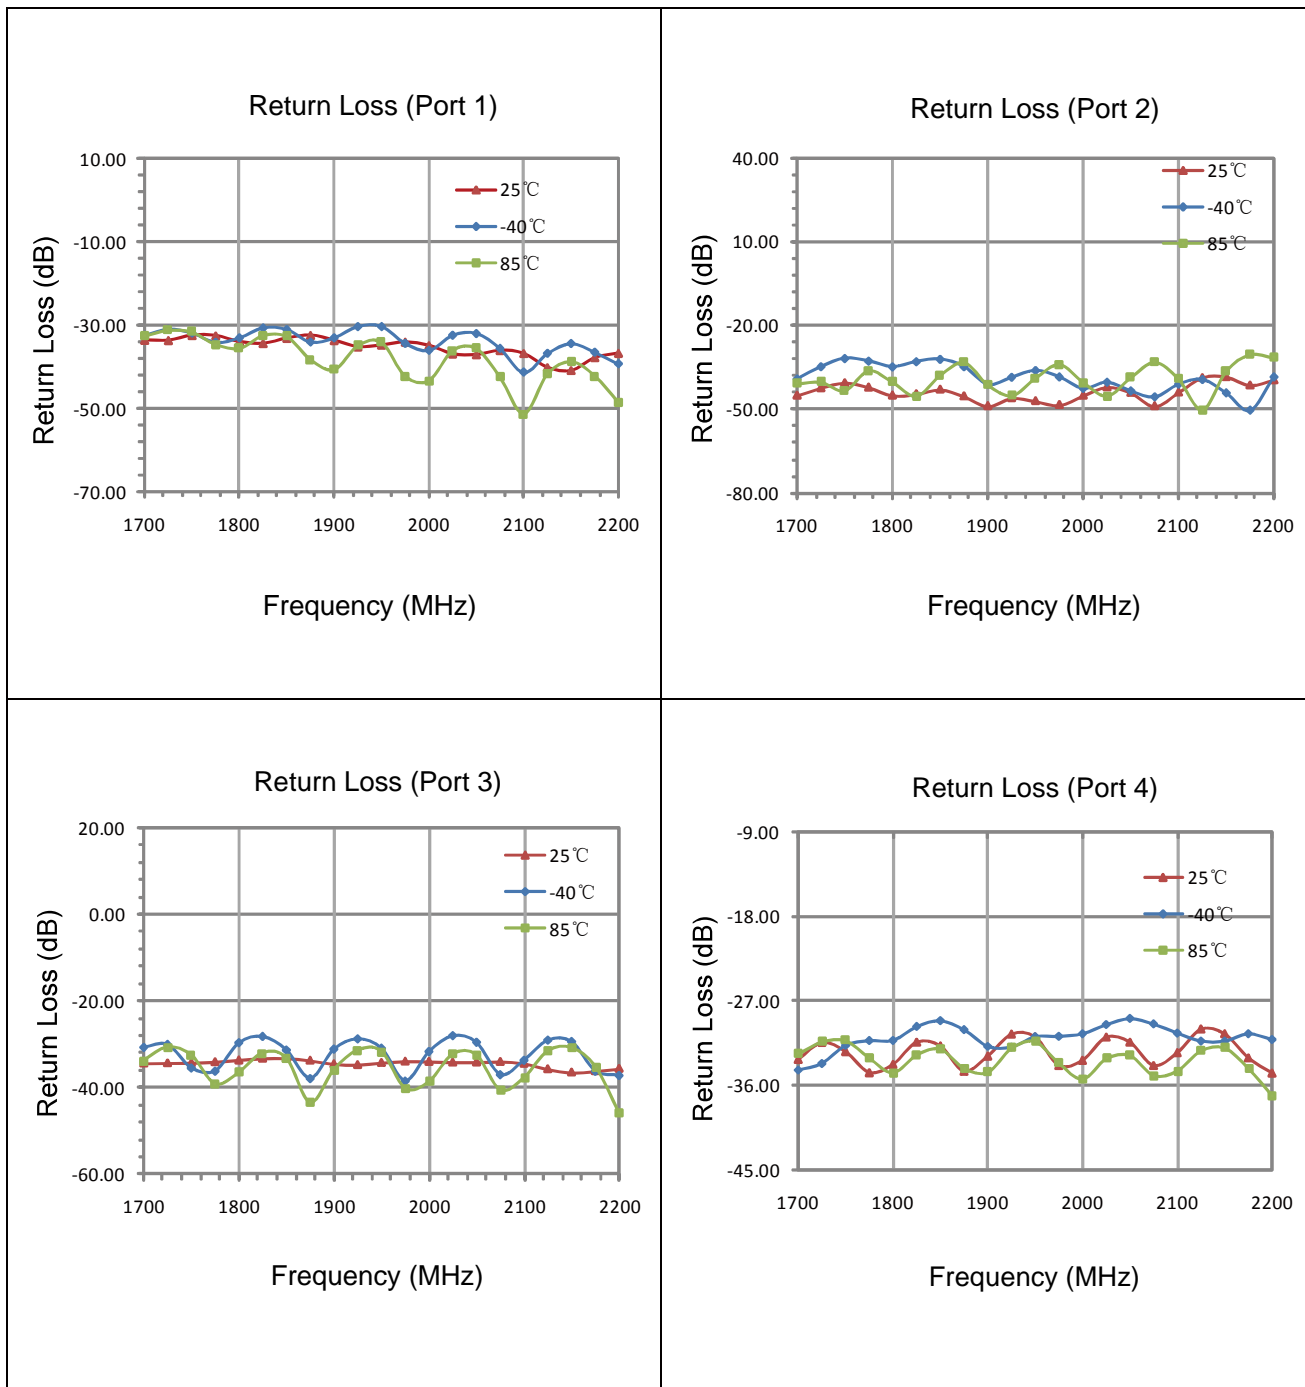 Return Loss (Port 1)
10.00
-10.00
-30.00
-50.00
-70.00
Return Loss (dB)
25℃
-40℃
85℃
1700 1800 1900 2000 2100 2200
Frequency (MHz)
Return Loss (Port 2)
40.00
10.00
-20.00
-50.00
-80.00
Return Loss (dB)
25℃
-40℃
85℃
1700 1800 1900 2000 2100 2200
Frequency (MHz)
Return Loss (Port 3)
20.00
0.00
-20.00
-40.00
-60.00
Return Loss (dB)
25℃
-40℃
85℃
1700 1800 1900 2000 2100 2200
Frequency (MHz)
Return Loss (Port 4)
-9.00
-18.00
-27.00
-36.00
-45.00
Return Loss (dB)
25℃
-40℃
85℃
1700 1800 1900 2000 2100 2200
Frequency (MHz)